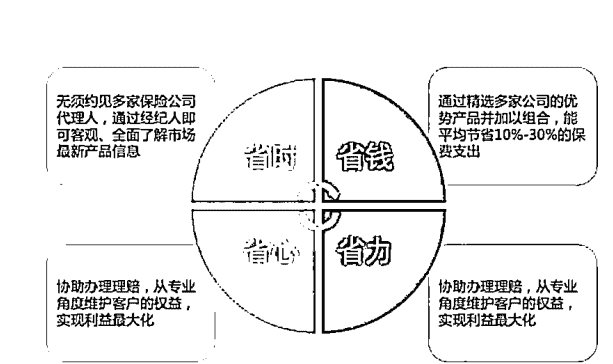 无须约见多家保险公司
代理人，通过经纪人即
可客观、全面了解市场
最新产品信息
省时
省钱
通过精选多家公司的优
势产品并加以组合，能
平均节省10%-30%的保
费支出
协助办理理赔，从专业
角度维护客户的权益，
实现利益最大化
省心
省力
协助办理理赔，从专业
角度维护客户的权益，
实现利益最大化